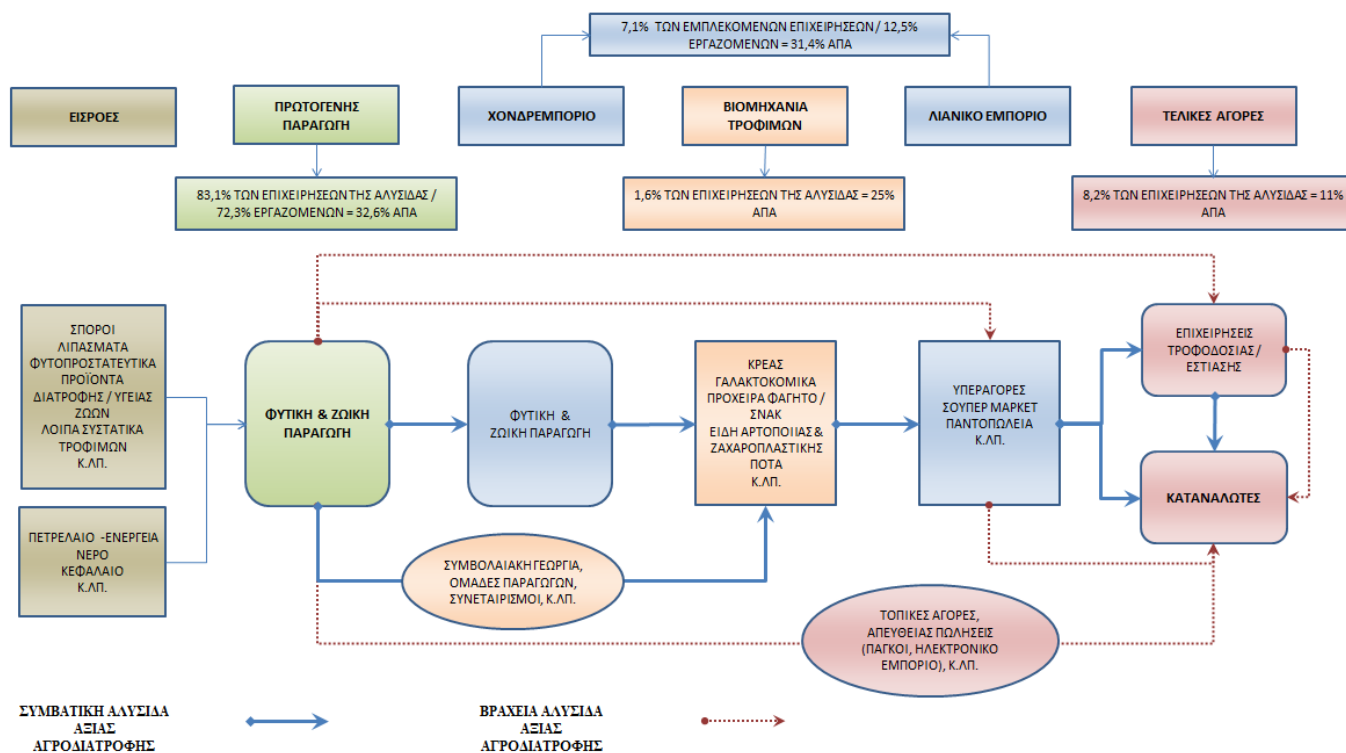 7,1% ΤΩΝ ΕΜΠΛΕΚΟΜΕΝΩΝ ΕΠΙΧΕΙΡΗΣΕΩΝ / 12,5%
ΕΡΓΑΖΟΜΕΝΩΝ = 31,4% ΑΠΑ
ΕΙΣΡΟΕΣ
ΠΡΩΤΟΓΕΝΗΣ
ΠΑΡΑΓΩΓΗ
ΧΟΝΔΡΕΜΠΟΡΙΟ
ΒΙΟΜΗΧΑΝΙΑ
ΤΡΟΦΙΜΩΝ
ΛΙΑΝΙΚΟ ΕΜΠΟΡΙΟ
ΤΕΛΙΚΕΣ ΑΓΟΡΕΣ
83,1% ΤΩΝ ΕΠΙΧΕΙΡΗΣΕΩΝ ΤΗΣ ΑΛΥΣΙΔΑΣ /
72,3% ΕΡΓΑΖΟΜΕΝΩΝ = 32,6% ΑΠΑ
1,6% ΤΩΝ ΕΠΙΧΕΙΡΗΣΕΩΝ ΤΗΣ ΑΛΥΣΙΔΑΣ = 25%
ΑΠΑ
8,2% ΤΩΝ ΕΠΙΧΕΙΡΗΣΕΩΝ ΤΗΣ ΑΛΥΣΙΔΑΣ = 11%
ΑΠΑ
ΣΠΟΡΟΙ
ΛΙΠΑΣΜΑΤΑ
ΦΥΤΟΠΡΟΣΤΑΤΕΥΤΙΚΑ
ΠΡΟΪΟΝΤΑ
ΔΙΑΤΡΟΦΗΣ / ΥΓΕΙΑΣ
ΖΩΩΝ
ΛΟΙΠΑ ΣΥΣΤΑΤΙΚΑ
ΤΡΟΦΙΜΩΝ
Κ.ΛΠ.
ΠΕΤΡΕΛΑΙΟ -ΕΝΕΡΓΕΙΑ
ΝΕΡΟ
ΚΕΦΑΛΑΙΟ
Κ.ΛΠ.
ΦΥΤΙΚΗ & ΖΩΙΚΗ
ΠΑΡΑΓΩΓΗ
ΦΥΤΙΚΗ &
ΖΩΙΚΗ ΠΑΡΑΓΩΓΗ
ΚΡΕΑΣ
ΓΑΛΑΚΤΟΚΟΜΙΚΑ
ΠΡΟΧΕΙΡΑ ΦΑΓΗΤΟ /
ΣΝΑΚ
ΕΙΔΗ ΑΡΤΟΠΟΙΙΑΣ &
ΖΑΧΑΡΟΠΛΑΣΤΙΚΗΣ
ΠΟΤΑ
Κ.ΛΠ.
ΥΠΕΡΑΓΟΡΕΣ
ΣΟΥΠΕΡ ΜΑΡΚΕΤ
ΠΑΝΤΟΠΩΛΕΙΑ
Κ.ΛΠ.
ΕΠΙΧΕΙΡΗΣΕΙΣ
ΤΡΟΦΟΔΟΣΙΑΣ /
ΕΣΤΙΑΣΗΣ
ΚΑΤΑΝΑΛΩΤΕΣ
ΣΥΜΒΟΛΑΙΑΚΗ ΓΕΩΡΓΙΑ,
ΟΜΑΔΕΣ ΠΑΡΑΓΩΓΩΝ,
ΣΥΝΕΤΑΙΡΙΣΜΟΙ, Κ.ΛΠ.
ΤΟΠΙΚΕΣ ΑΓΟΡΕΣ,
ΑΠΕΥΘΕΙΑΣ ΠΩΛΗΣΕΙΣ
(ΠΑΓΚΟΙ, ΗΛΕΚΤΡΟΝΙΚΟ
ΕΜΠΟΡΙΟ), Κ.ΛΠ.
ΣΥΜΒΑΤΙΚΗ ΑΛΥΣΙΔΑ
ΑΞΙΑΣ
ΑΓΡΟΔΙΑΤΡΟΦΗΣ
ΒΡΑΧΕΙΑ ΑΛΥΣΙΔΑ
ΑΞΙΑΣ
ΑΓΡΟΔΙΑΤΡΟΦΗΣ